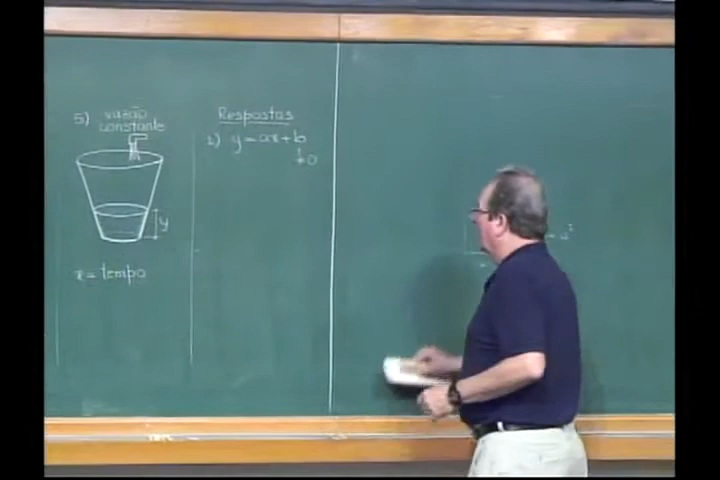 5) vazão
constante
y
x = tempo
Respostas
1) y = ax + b
≠ 0